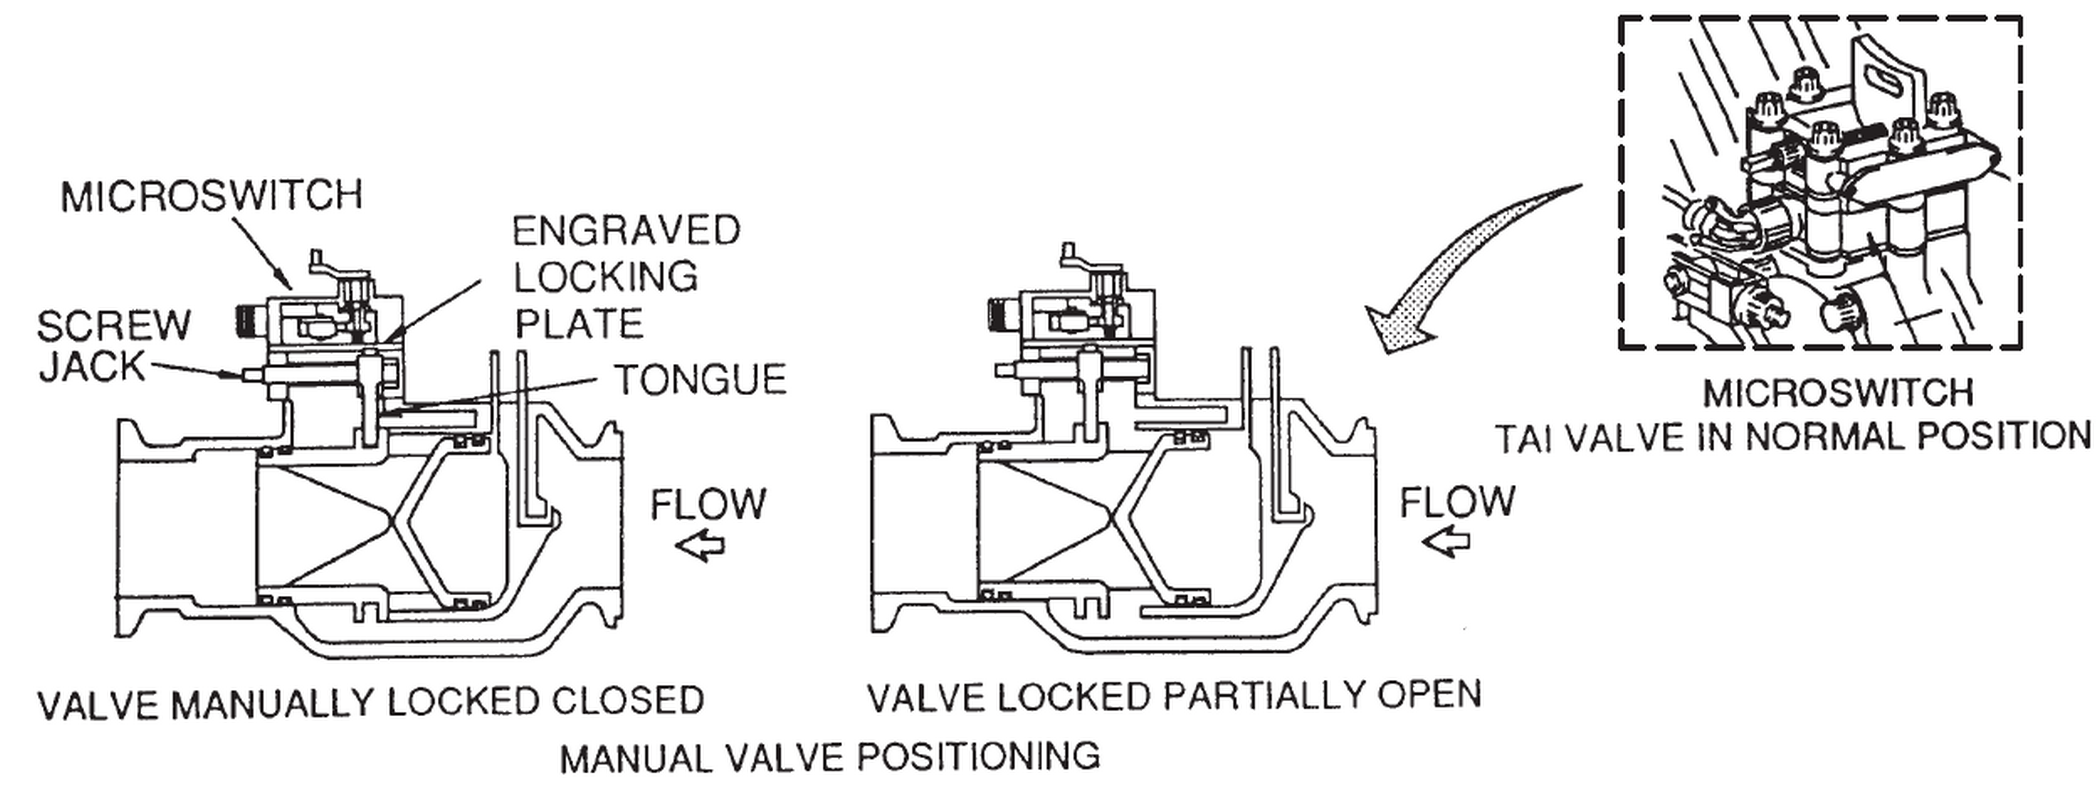 MICROSWITCH
ENGRAVED
LOCKING
PLATE
SCREW
JACK
TONGUE
FLOW
VALVE MANUALLY LOCKED CLOSED
FLOW
VALVE LOCKED PARTIALLY OPEN
MANUAL VALVE POSITIONING
MICROSWITCH
TAI VALVE IN NORMAL POSITION